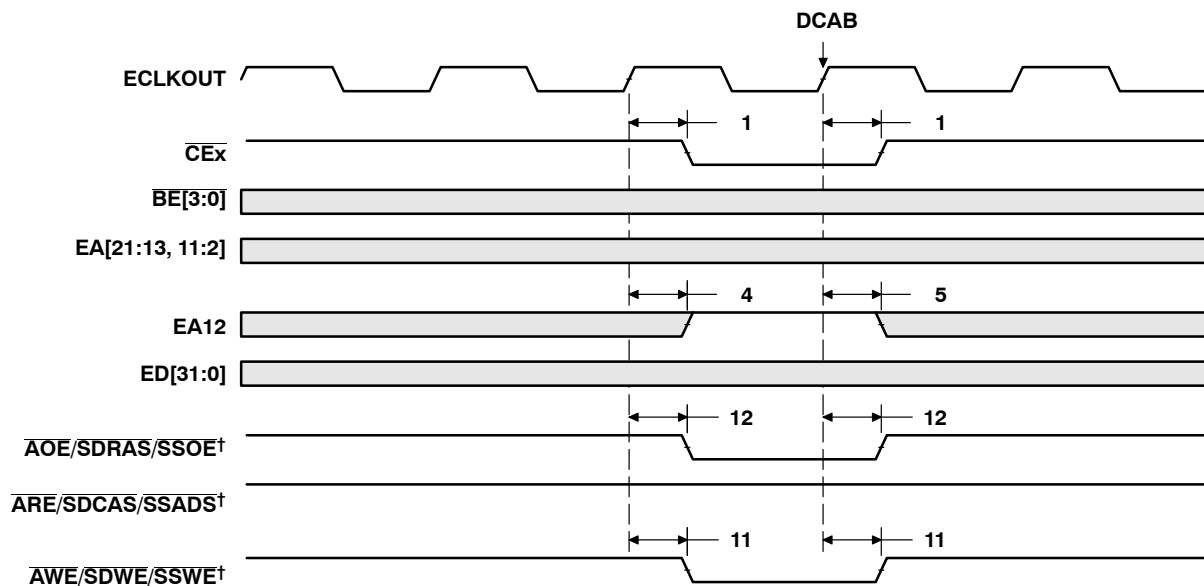 DCAB
ECLKOUT
1 1
CEx
BE[3:0]
EA[21:13, 11:2]
4 5
EA12
ED[31:0]
12 12
AOE/SDRAS/SSOE†
ARE/SDCAS/SSADS†
11 11
AWE/SDWE/SSWE†